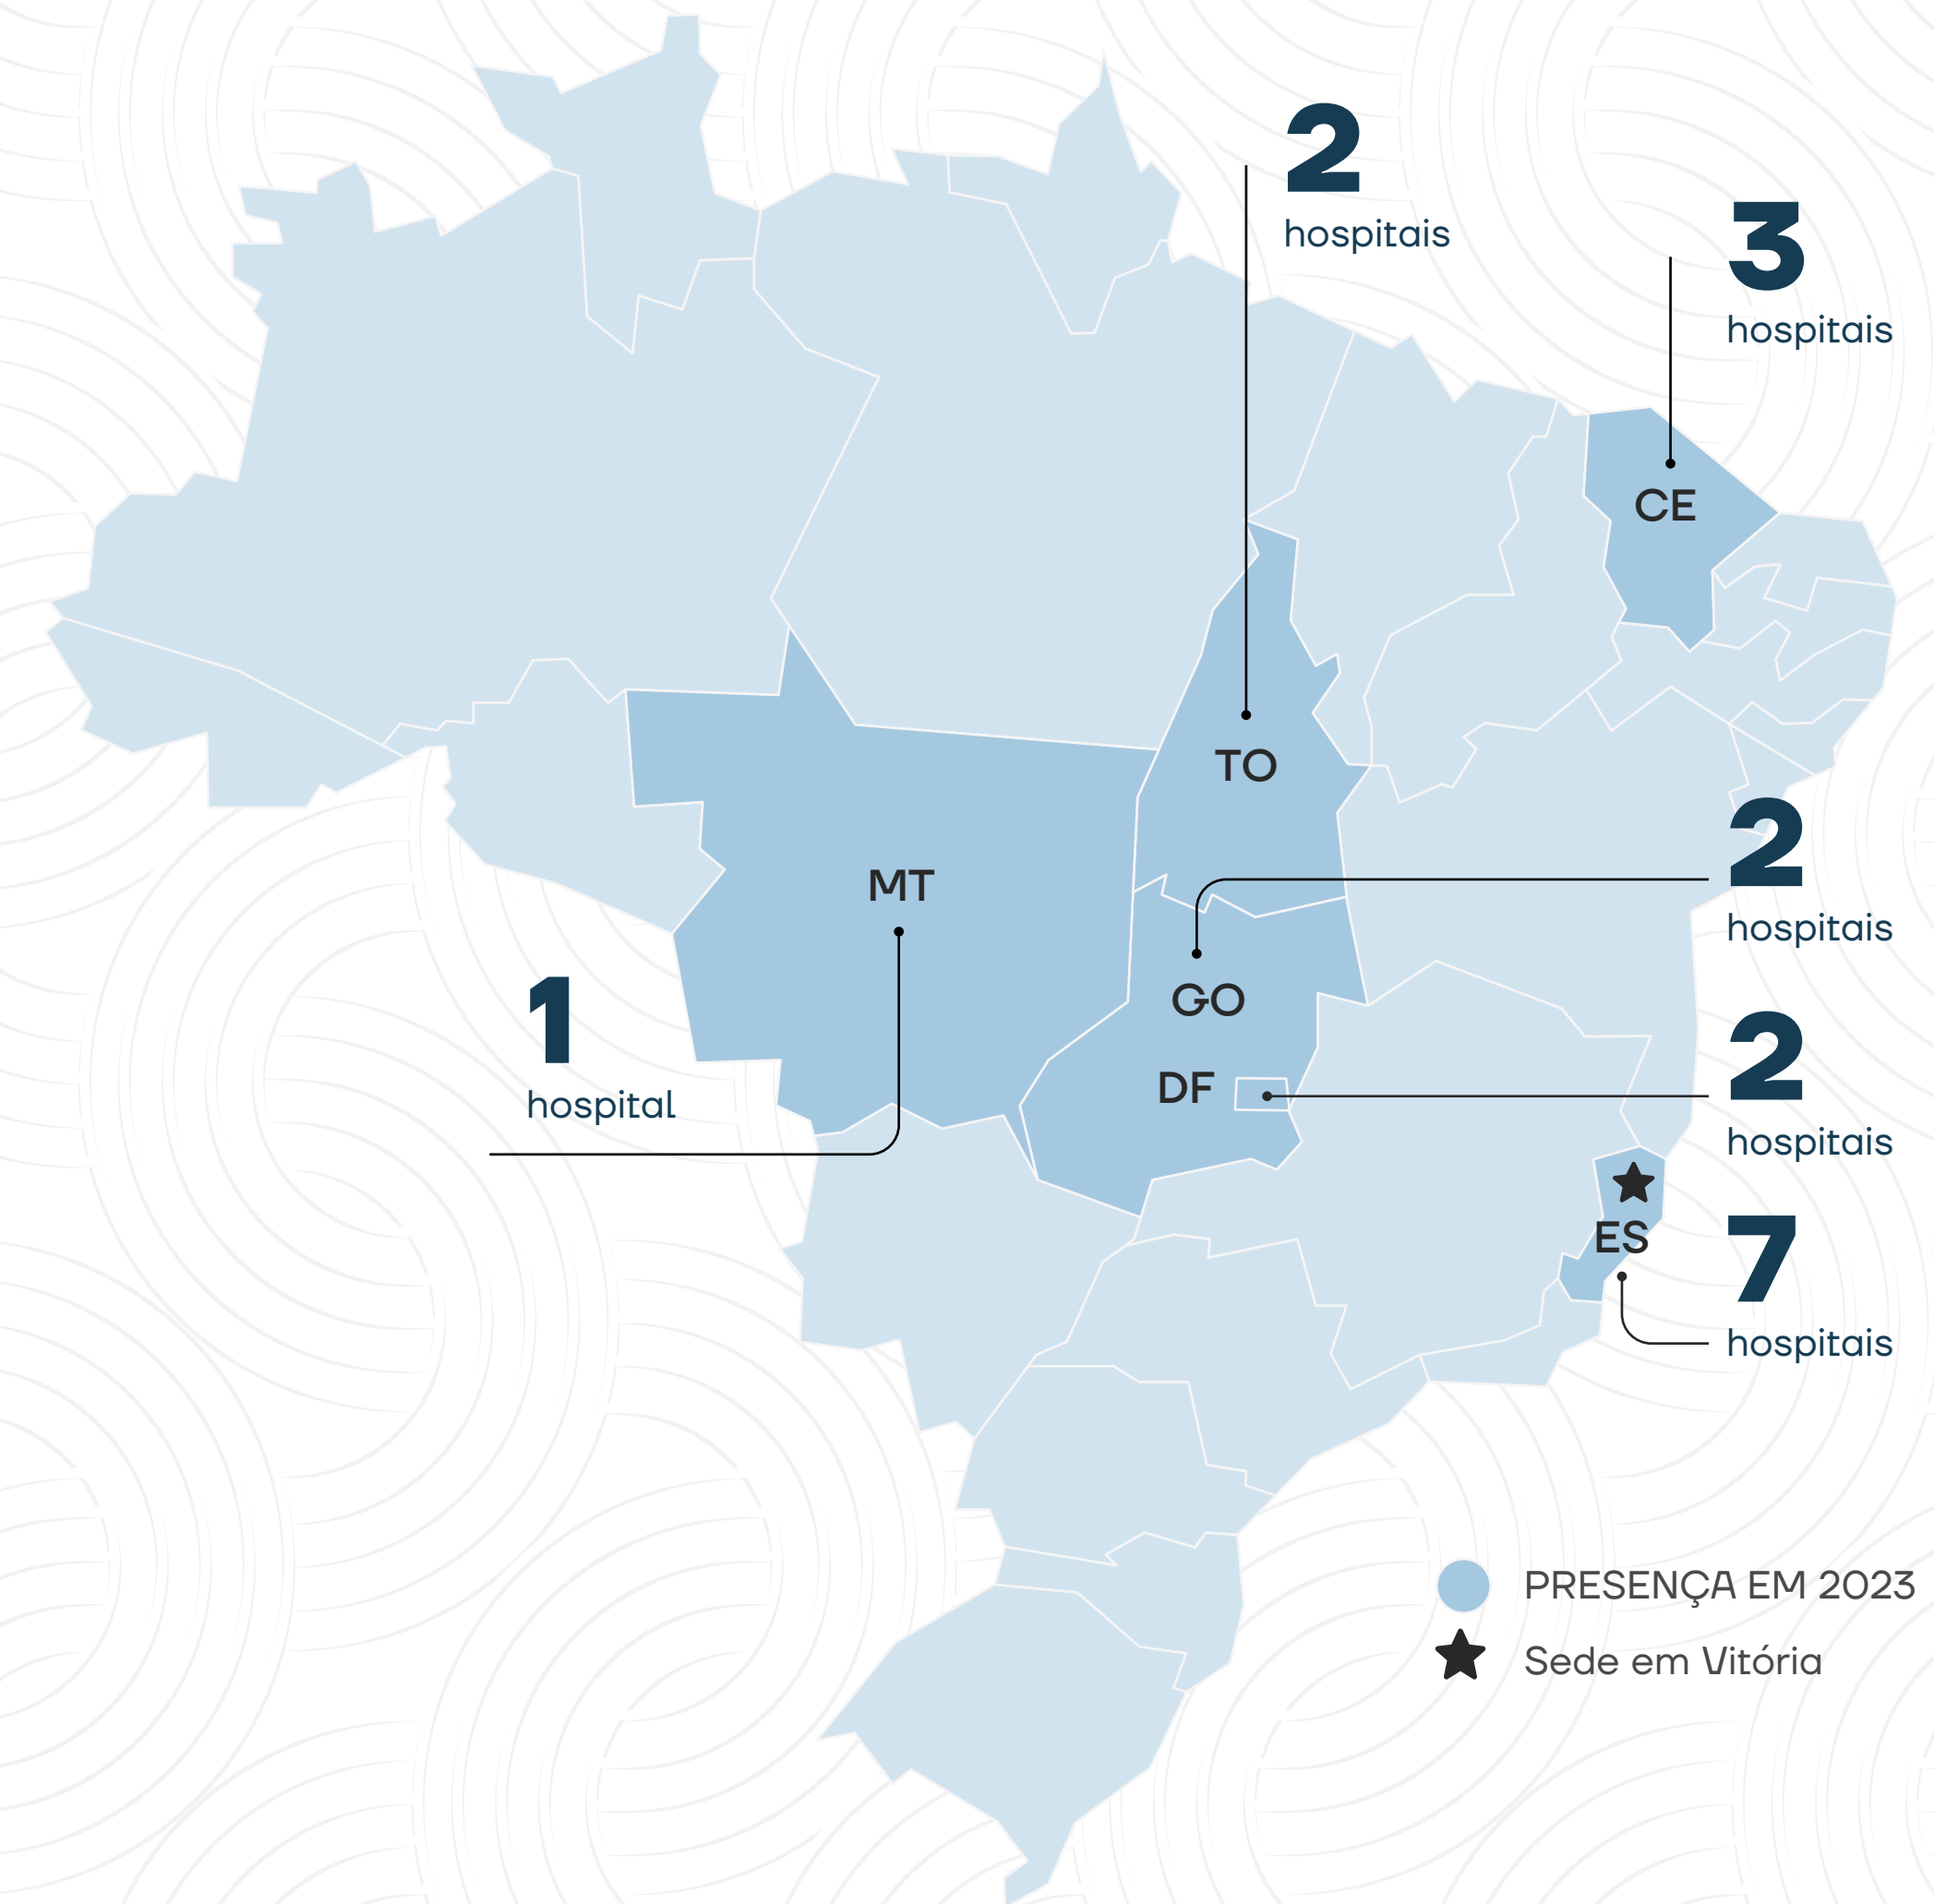 2
hospitais
3
hospitais
CE
TO
2
hospitais
MT
GO
1
hospital
DF
2
hospitais
ES
7
hospitais
PRESENÇA EM 2023
Sede em Vitória